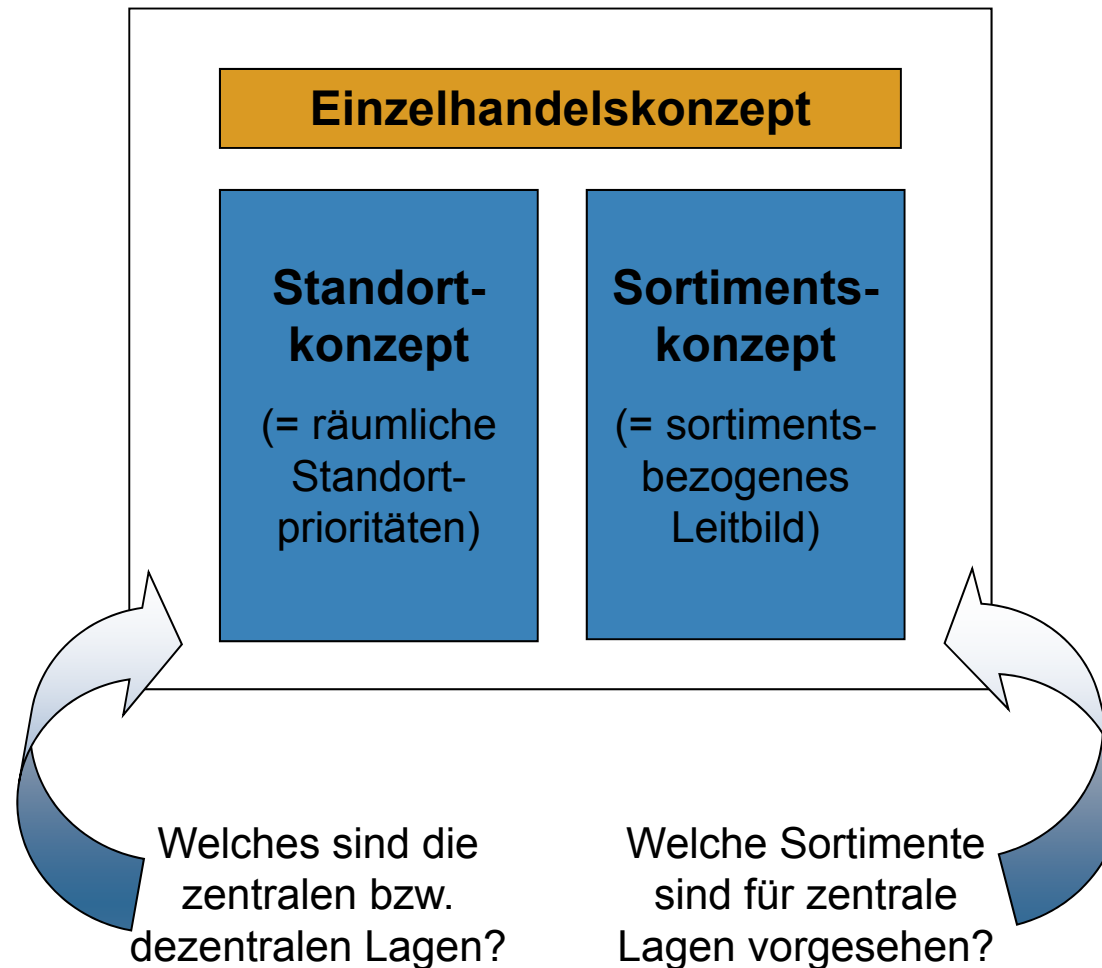 Einzelhandelskonzept
Standort-
konzept
(= räumliche
Standort-
prioritäten)
Sortiments-
konzept
(= sortiments-
bezogenes
Leitbild)
Welches sind die
zentralen bzw.
dezentralen Lagen?
Welche Sortimente
sind für zentrale
Lagen vorgesehen?